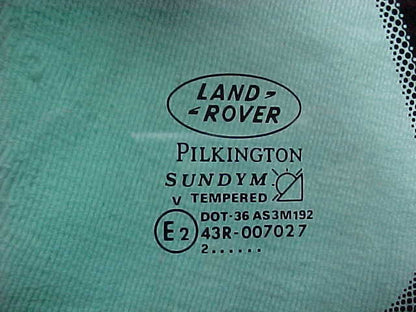 LAND
ROVER
PILKINGTON
SUNDYM
V TEMPERED
DOT-36 AS3M192
E2 43R-007027
2......